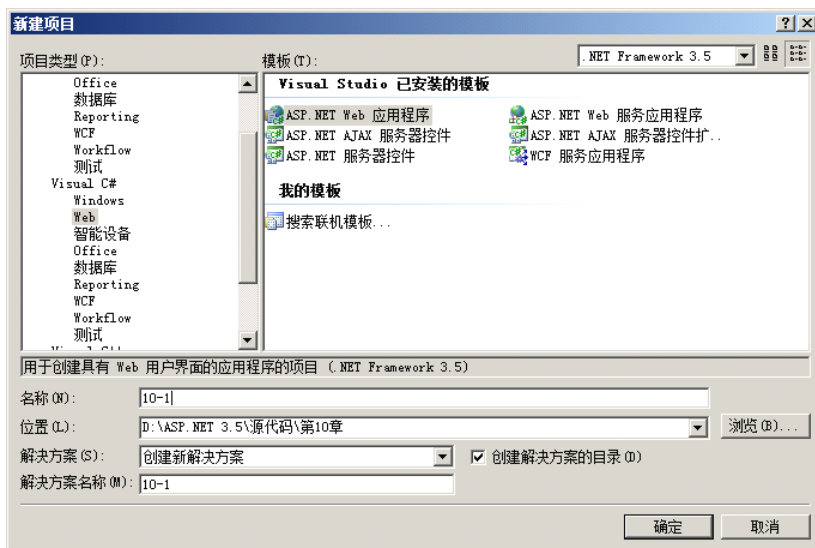 新建项目
项目类型(P):
模板(T):
.NET Framework 3.5
Office
数据库
Reporting
WCF
Workflow
测试
Visual C#
Windows
Web
智能设备
Office
数据库
Reporting
WCF
Workflow
测试
Visual Studio 已安装的模板
ASP.NET Web 应用程序
ASP.NET Web 服务应用程序
ASP.NET AJAX 服务器控件
ASP.NET AJAX 服务器控件扩..
ASP.NET 服务器控件
WCF 服务应用程序
我的模板
搜索联机模板...
用于创建具有 Web 用户界面的应用程序的项目 (.NET Framework 3.5)
名称(N):
10-1
位置(L):
D:\ASP.NET 3.5\源代码\第10章
浏览(B)...
解决方案(S):
创建新解决方案
创建解决方案的目录(D)
解决方案名称(M):
10-1
确定
取消